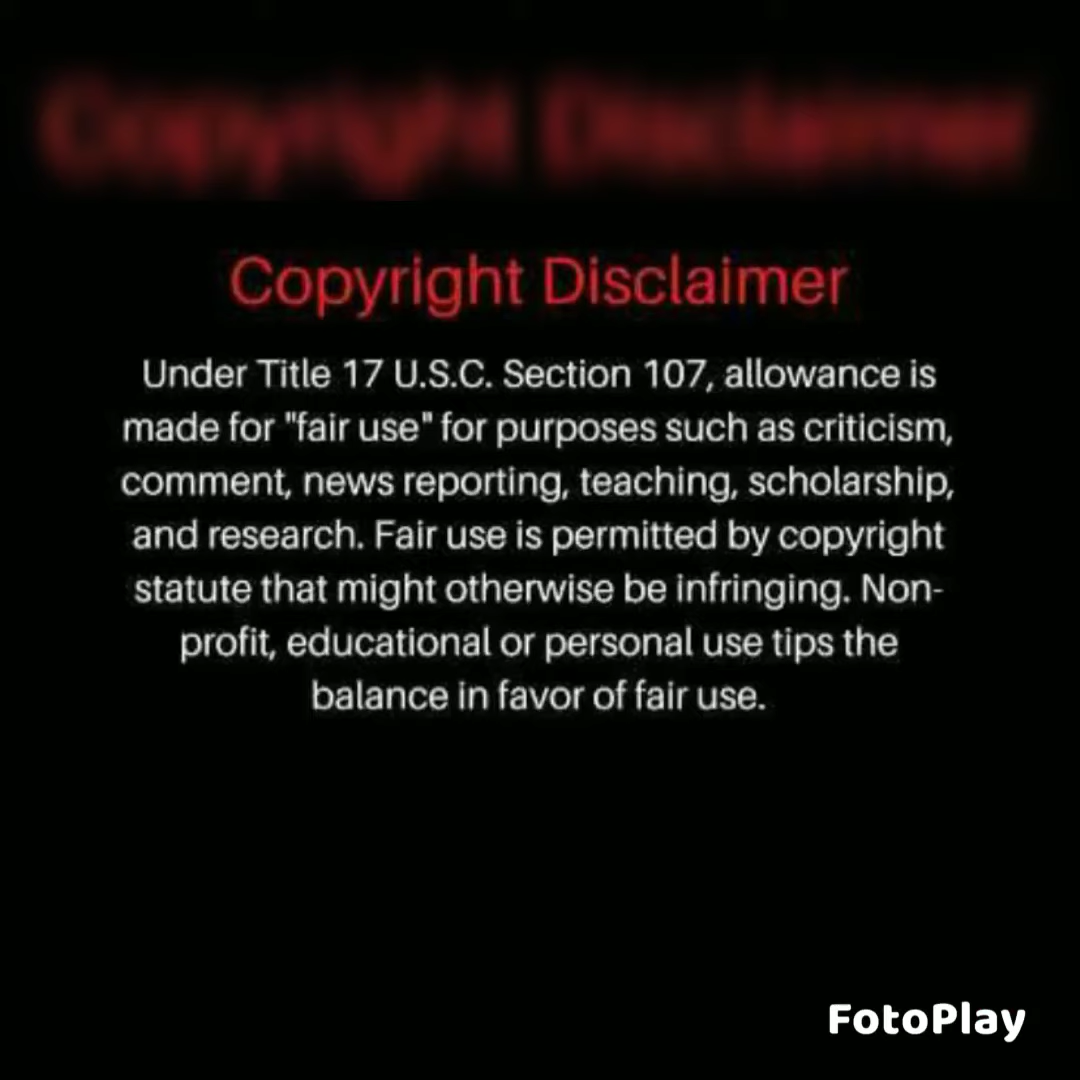 Copyright Disclaimer
Copyright Disclaimer
Under Title 17 U.S.C. Section 107, allowance is
made for "fair use" for purposes such as criticism,
comment, news reporting, teaching, scholarship,
and research. Fair use is permitted by copyright
statute that might otherwise be infringing. Non-
profit, educational or personal use tips the
balance in favor of fair use.
FotoPlay